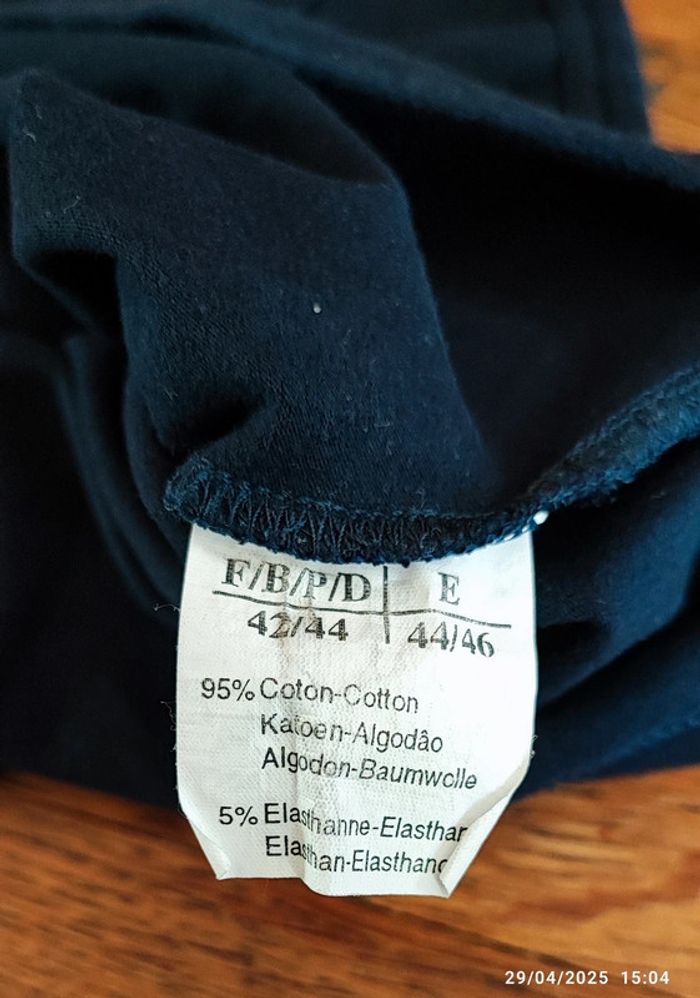 F/B/P/D E
42/44 44/46
95% Coton-Cotton
Katoen-Algodâo
Algodon-Baumwolle
5% Elasthanne-Elasthan
Elasthan-Elasthano
29/04/2025 15:04